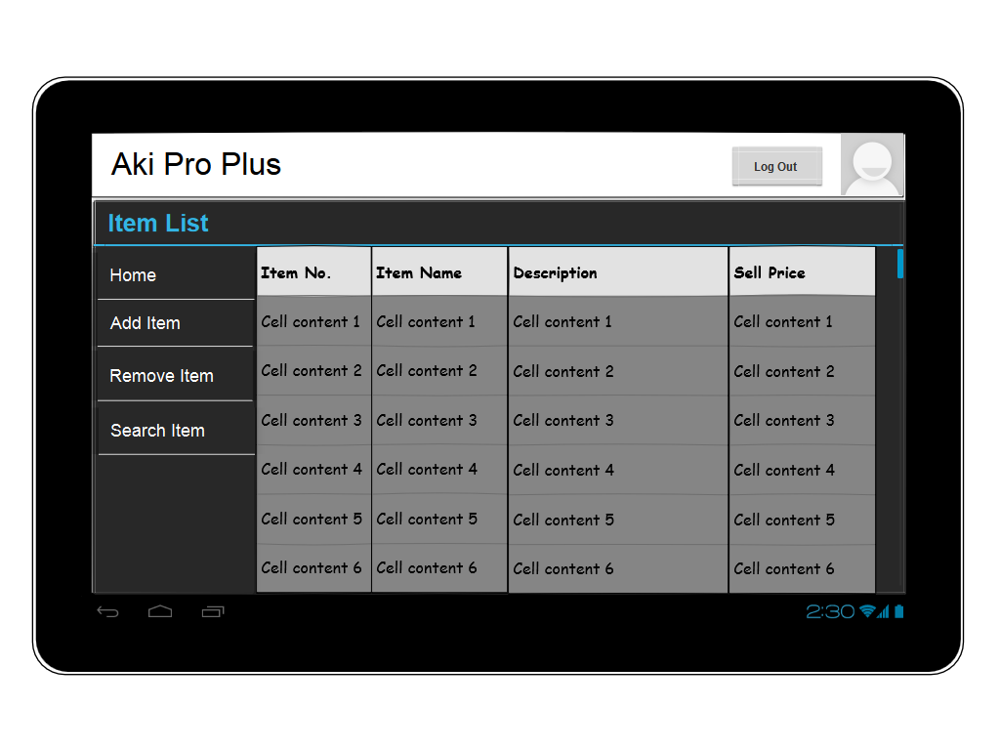 Aki Pro Plus
Log Out
Item List
Home
Add Item
Remove Item
Search Item
Item No. Item Name Description Sell Price
Cell content 1 Cell content 1 Cell content 1 Cell content 1
Cell content 2 Cell content 2 Cell content 2 Cell content 2
Cell content 3 Cell content 3 Cell content 3 Cell content 3
Cell content 4 Cell content 4 Cell content 4 Cell content 4
Cell content 5 Cell content 5 Cell content 5 Cell content 5
Cell content 6 Cell content 6 Cell content 6 Cell content 6
2:30